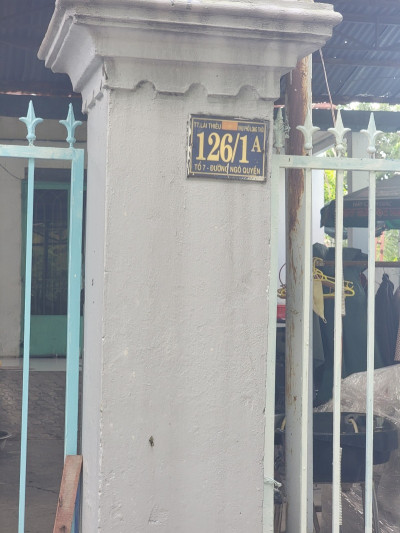 TT.LÁI THIÊU
126/1A
TỔ 7 - ĐƯỜNG NGÔ QUYỀN